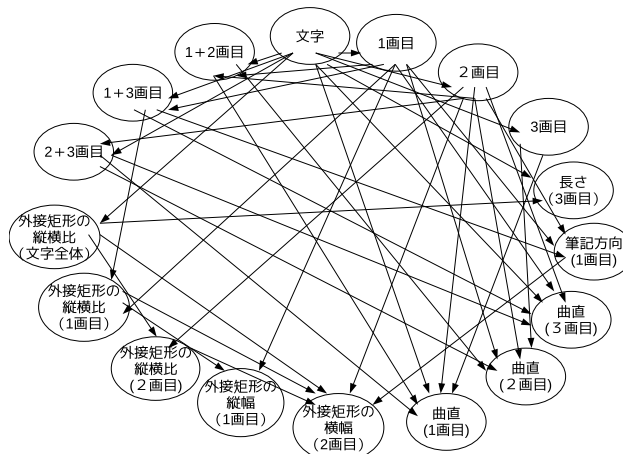 文字
1画目
1+2画目
２画目
1+3画目
3画目
2+3画目
長さ
(3画目)
外接矩形の
縦横比
(文字全体)
筆記方向
(1画目)
外接矩形の
縦横比
(1画目)
曲直
(３画目)
外接矩形の
縦横比
(２画目)
曲直
(２画目)
外接矩形の
縦幅
(1画目)
外接矩形の
横幅
(2画目)
曲直
(1画目)